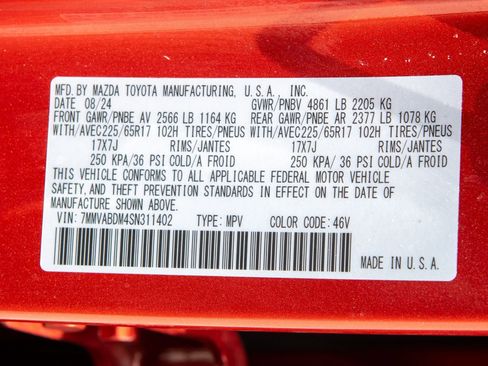 MFD. BY MAZDA TOYOTA MANUFACTURING, U.S.A., INC.
DATE 08/24 GVWR/PNBV 4861 LB 2205 KG
FRONT GAWR/PNBE AV 2566 LB 1164 KG REAR GAWR/PNBE AR 2377 LB 1078 KG
WITH/AVEC225/65R17 102H TIRES/PNEUS WITH/AVEC225/65R17 102H TIRES/PNEUS
17X7J RIMS/JANTES 17X7J RIMS/JANTES
250 KPA/36 PSI COLD/A FROID 250 KPA/ 36 PSI COLD/A FROID
THIS VEHICLE CONFORMS TO ALL APPLICABLE FEDERAL MOTOR VEHICLE
SAFETY,AND THEFT PREVENTION STANDARDS IN EFFECT ON THE DATE OF
MANUFACTURE SHOWN ABOVE.
VIN: 7MMVABDM4SN311402 TYPE: MPV COLOR CODE: 46V
MADE IN U.S.A.